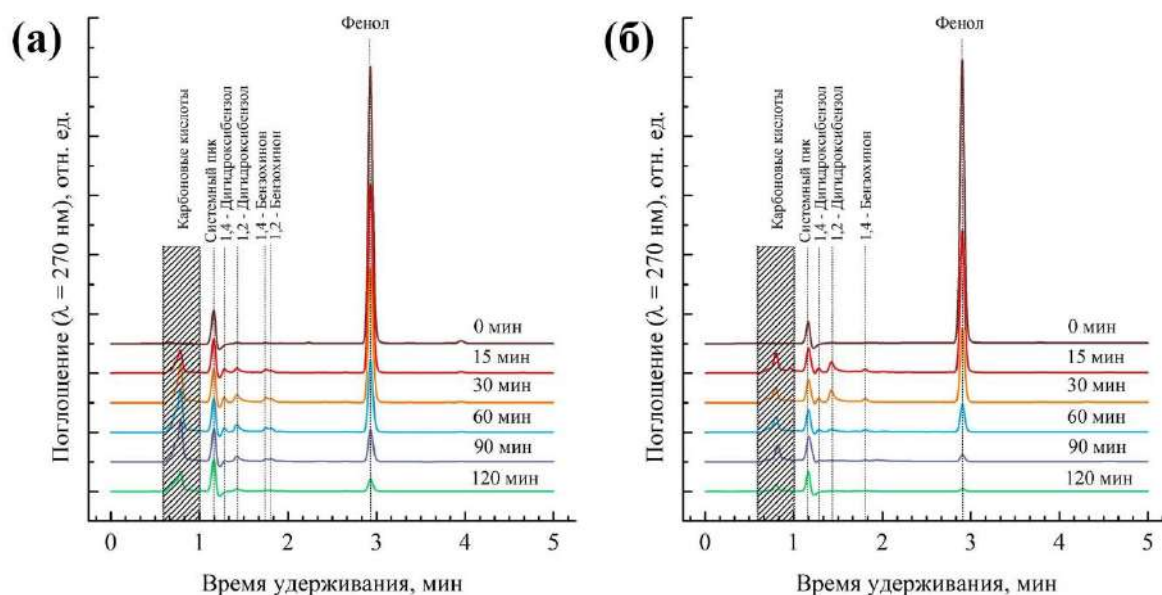 (а)
Фенол
Поглощение (λ = 270 нм), отн. ед.
Карбоновые кислоты
Системный пик
1,4 - Дигидроксибензол
1,2 - Дигидроксибензол
1,4 - Бензохинон
1,2 - Бензохинон
0 мин
15 мин
30 мин
60 мин
90 мин
120 мин
0 1 2 3 4 5
Время удерживания, мин
(б)
Фенол
Поглощение (λ = 270 нм), отн. ед.
Карбоновые кислоты
Системный пик
1,4 - Дигидроксибензол
1,2 - Дигидроксибензол
1,4 - Бензохинон
0 мин
15 мин
30 мин
60 мин
90 мин
120 мин
0 1 2 3 4 5
Время удерживания, мин